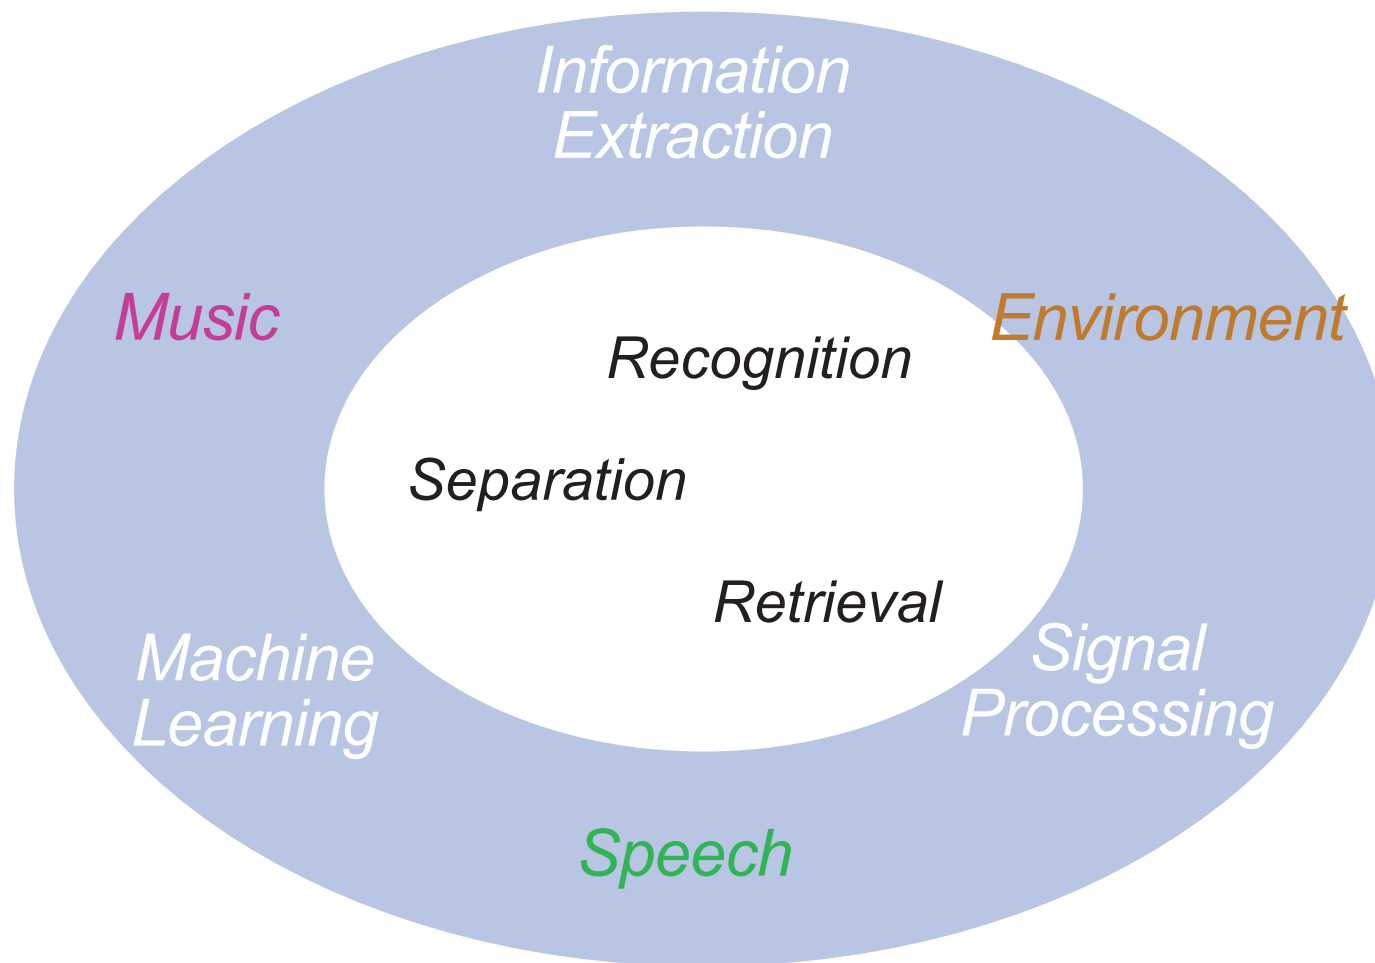 Information
Extraction
Music
Environment
Recognition
Separation
Retrieval
Machine
Learning
Signal
Processing
Speech